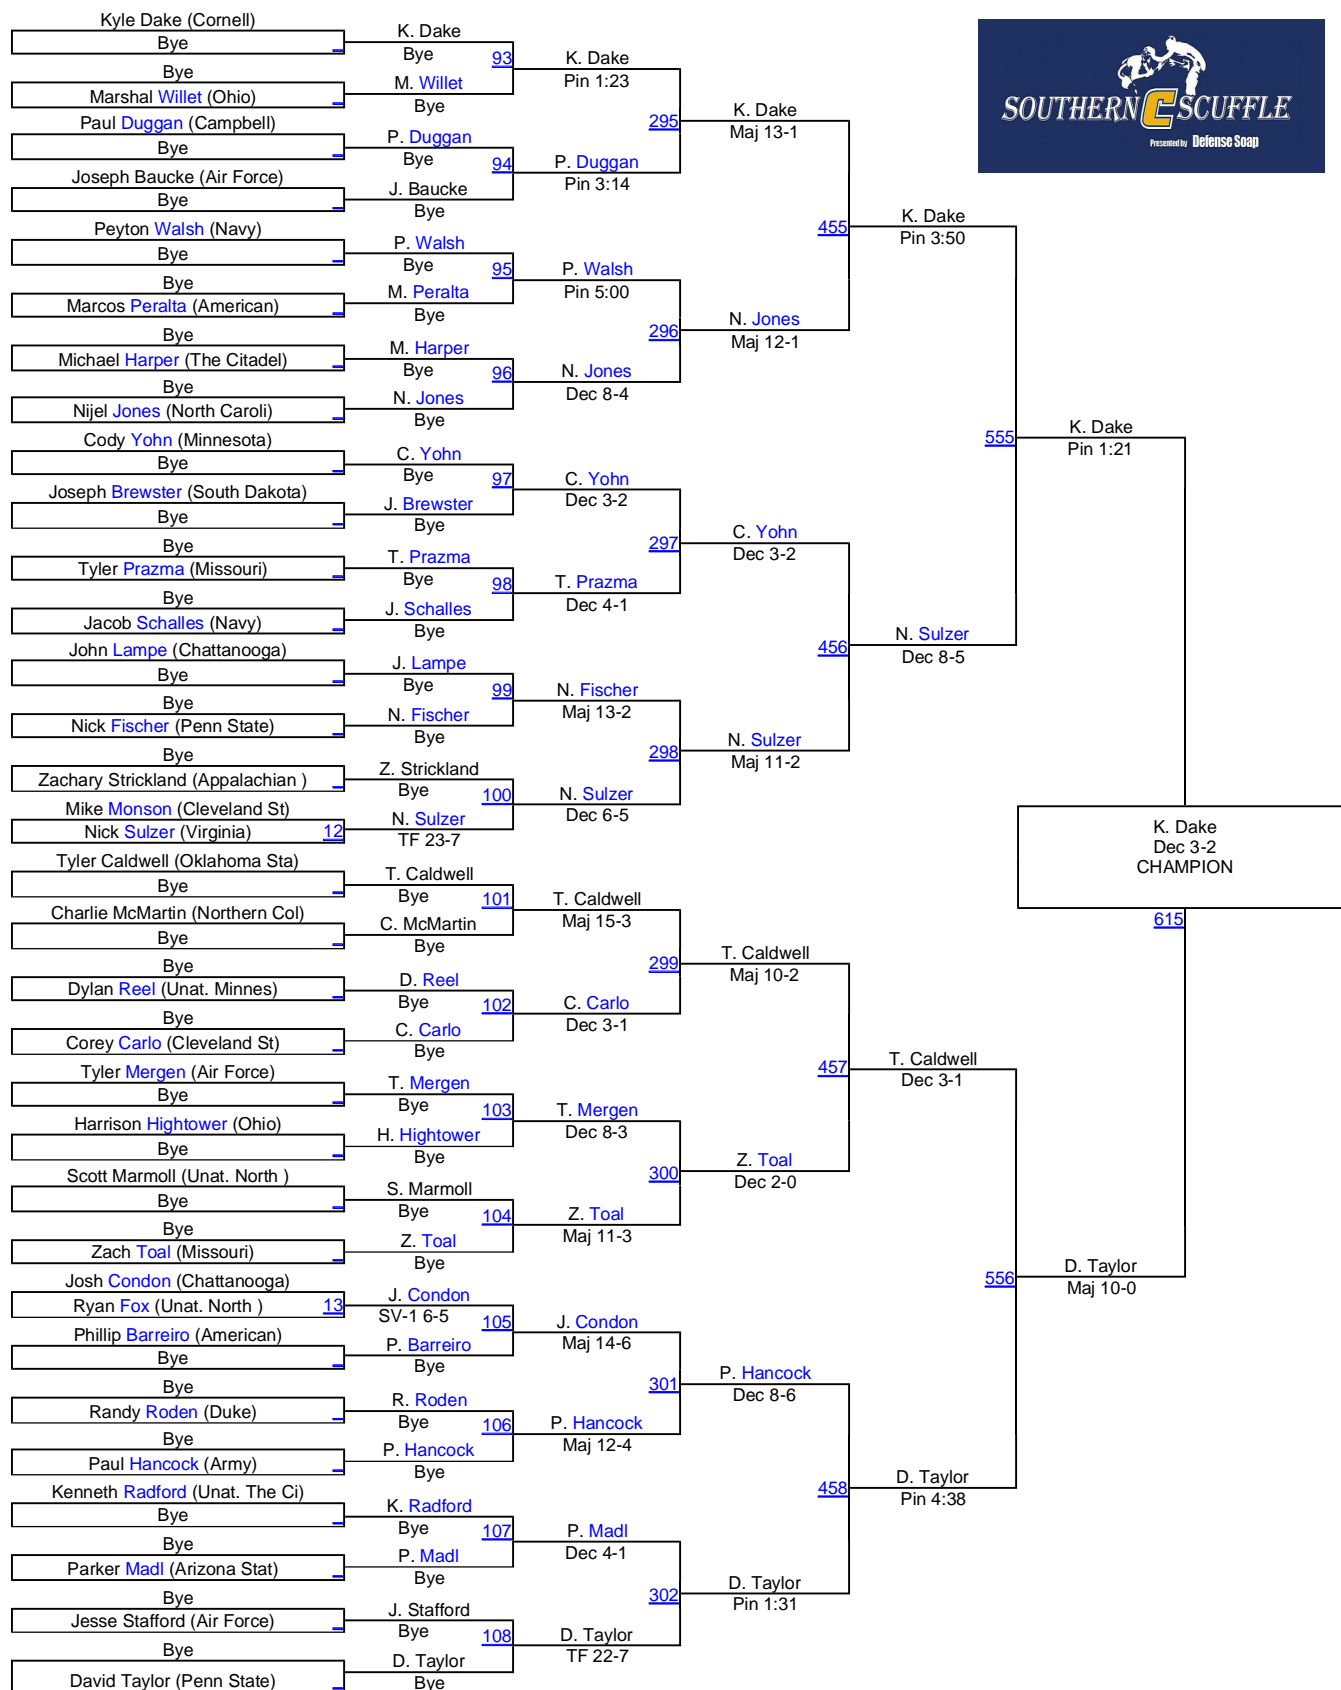 Kyle Dake (Cornell)
Bye
Bye
Marshal Willet (Ohio)
Paul Duggan (Campbell)
Bye
Joseph Baucke (Air Force)
Bye
Peyton Walsh (Navy)
Bye
Bye
Marcos Peralta (American)
Bye
Michael Harper (The Citadel)
Bye
Nijel Jones (North Caroli)
Cody Yohn (Minnesota)
Bye
Joseph Brewster (South Dakota)
Bye
Bye
Tyler Prazma (Missouri)
Bye
Jacob Schalles (Navy)
John Lampe (Chattanooga)
Bye
Bye
Nick Fischer (Penn State)
Bye
Zachary Strickland (Appalachian )
Mike Monson (Cleveland St)
Nick Sulzer (Virginia) 12
Tyler Caldwell (Oklahoma Sta)
Bye
Charlie McMartin (Northern Col)
Bye
Bye
Dylan Reel (Unat. Minnes)
Bye
Corey Carlo (Cleveland St)
Tyler Mergen (Air Force)
Bye
Harrison Hightower (Ohio)
Bye
Scott Marmoll (Unat. North )
Bye
Bye
Zach Toal (Missouri)
Josh Condon (Chattanooga)
Ryan Fox (Unat. North ) 13
Phillip Barreiro (American)
Bye
Bye
Randy Roden (Duke)
Bye
Paul Hancock (Army)
Kenneth Radford (Unat. The Ci)
Bye
Bye
Parker Madl (Arizona Stat)
Bye
Jesse Stafford (Air Force)
Bye
David Taylor (Penn State)
K. Dake
Bye 93
M. Willet
Bye
P. Duggan
Bye 94
J. Baucke
Bye
P. Walsh
Bye 95
M. Peralta
Bye
M. Harper
Bye 96
N. Jones
Bye
C. Yohn
Bye 97
J. Brewster
Bye
T. Prazma
Bye 98
J. Schalles
Bye
J. Lampe
Bye 99
N. Fischer
Bye
Z. Strickland
Bye 100
N. Sulzer
TF 23-7
T. Caldwell
Bye 101
C. McMartin
Bye
D. Reel
Bye 102
C. Carlo
Bye
T. Mergen
Bye 103
H. Hightower
Bye
S. Marmoll
Bye 104
Z. Toal
Bye
J. Condon
SV-1 6-5 105
P. Barreiro
Bye
R. Roden
Bye 106
P. Hancock
Bye
K. Radford
Bye 107
P. Madl
Bye
J. Stafford
Bye 108
D. Taylor
Bye
K. Dake
Pin 1:23
295
P. Duggan
Pin 3:14
P. Walsh
Pin 5:00
296
N. Jones
Dec 8-4
C. Yohn
Dec 3-2
297
T. Prazma
Dec 4-1
N. Fischer
Maj 13-2
298
N. Sulzer
Dec 6-5
T. Caldwell
Maj 15-3
299
C. Carlo
Dec 3-1
T. Mergen
Dec 8-3
300
Z. Toal
Maj 11-3
J. Condon
Maj 14-6
301
P. Hancock
Maj 12-4
P. Madl
Dec 4-1
302
D. Taylor
TF 22-7
K. Dake
Maj 13-1
455
N. Jones
Maj 12-1
C. Yohn
Dec 3-2
456
N. Sulzer
Maj 11-2
T. Caldwell
Maj 10-2
457
Z. Toal
Dec 2-0
P. Hancock
Dec 8-6
458
D. Taylor
Pin 1:31
K. Dake
Pin 3:50
555
N. Sulzer
Dec 8-5
T. Caldwell
Dec 3-1
556
D. Taylor
Pin 4:38
K. Dake
Pin 1:21
D. Taylor
Maj 10-0
SOUTHERN C SCUFFLE
Presented by Defense Soap
K. Dake
Dec 3-2
CHAMPION
615